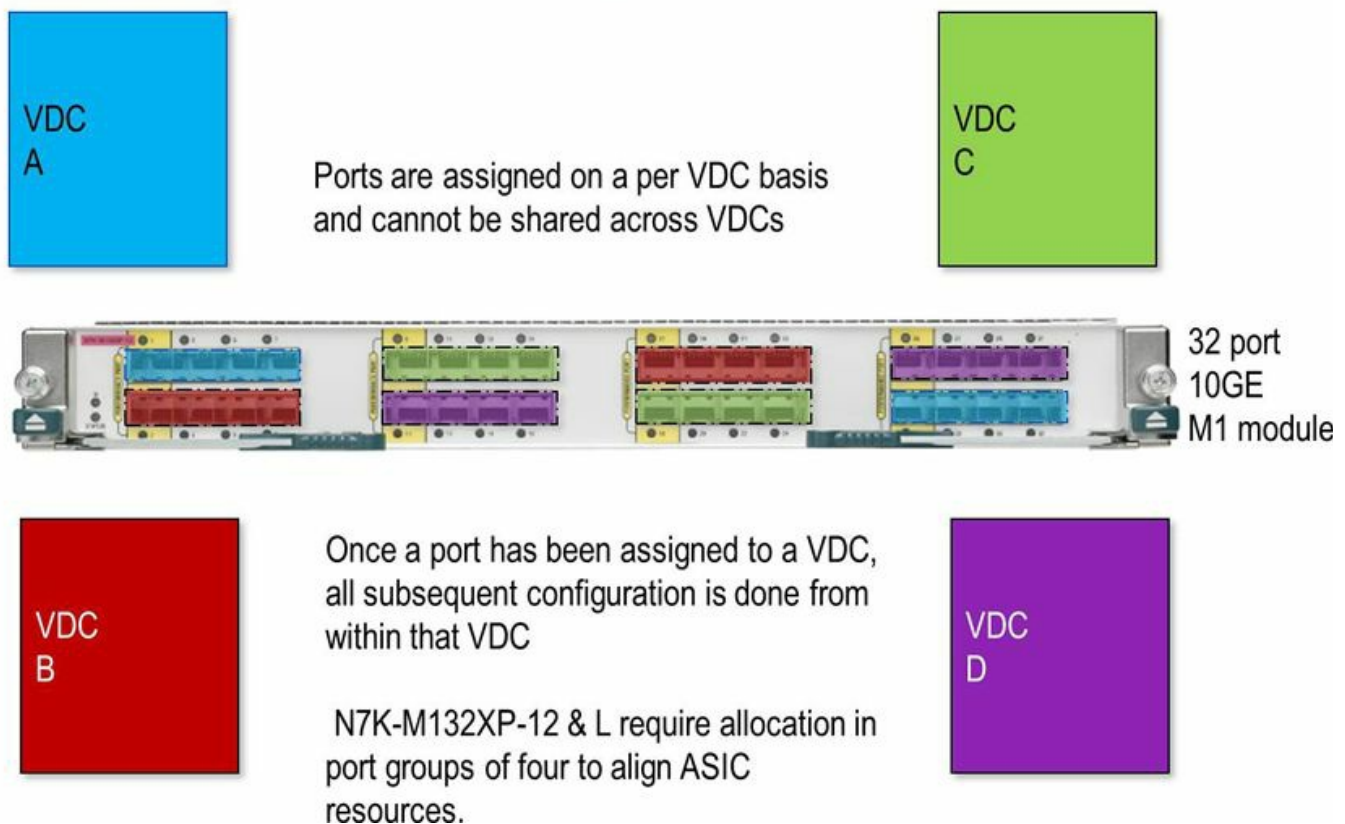 VDC
A
VDC
C
Ports are assigned on a per VDC basis
and cannot be shared across VDCs
32 port
10GE
M1 module
VDC
B
Once a port has been assigned to a VDC,
all subsequent configuration is done from
within that VDC
N7K-M132XP-12 & L require allocation in
port groups of four to align ASIC
resources.
VDC
D